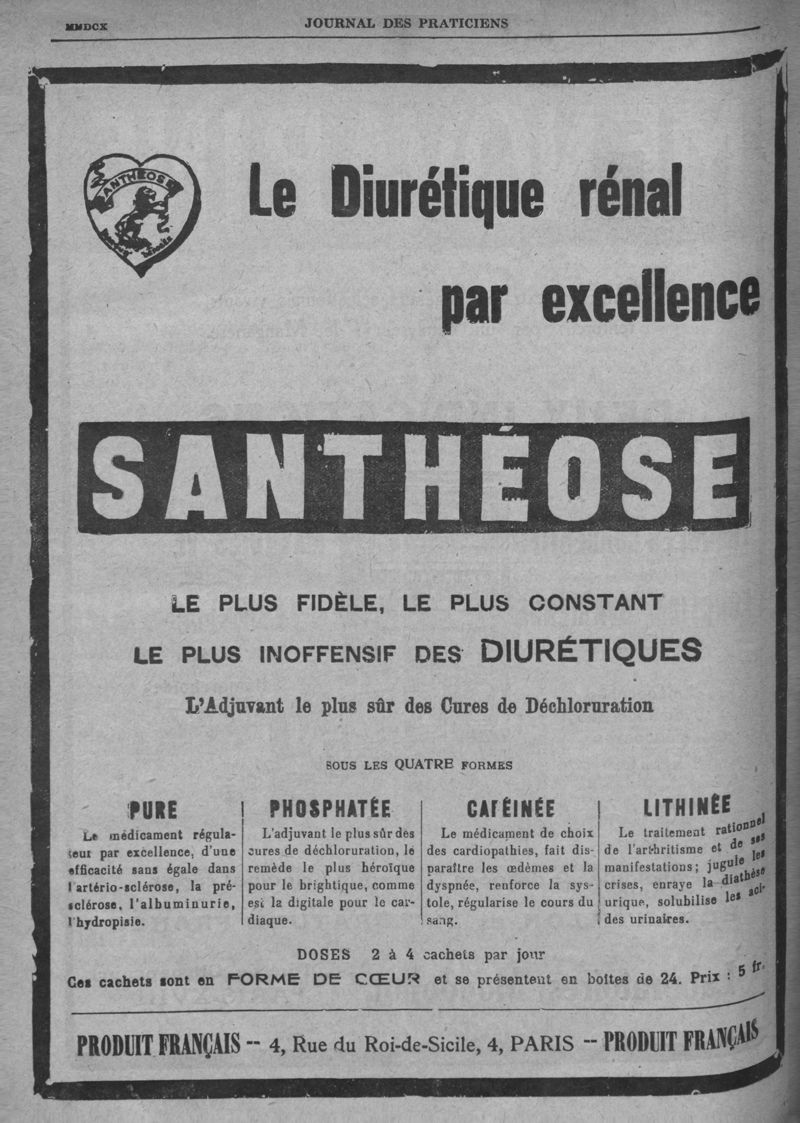 MMDCX
JOURNAL DES PRATICIENS
SANTHÉOSE
Le Diurétique rénal
par excellence
SANTHÉOSE
LE PLUS FIDÈLE, LE PLUS CONSTANT
LE PLUS INOFFENSIF DES DIURÉTIQUES
L'Adjuvant le plus sûr des Cures de Déchloruration
SOUS LES QUATRE FORMES
PURE
Le médicament régula-
teur par excellence, d'une
efficacité sans égale dans
l'artério-sclérose, la pré-
sclérose, l'albuminurie,
l'hydropisie.
PHOSPHATÉE
L'adjuvant le plus sûr des
cures de déchloruration, le
remède le plus héroïque
pour le brightique, comme
est la digitale pour le car-
diaque.
CAFÉINÉE
Le médicament de choix
des cardiopathies, fait dis-
paraître les œdèmes et la
dyspnée, renforce la sys-
tole, régularise le cours du
sang.
LITHINÉE
Le traitement rationnel
de l'arthritisme et de ses
manifestations; jugule les
crises, enraye la diathèse
urique, solubilise les aci-
des urinaires.
DOSES 2 à 4 cachets par jour
Ces cachets sont en FORME DE CŒUR et se présentent en boîtes de 24. Prix : 5 fr.
PRODUIT FRANÇAIS -- 4, Rue du Roi-de-Sicile, 4, PARIS -- PRODUIT FRANÇAIS